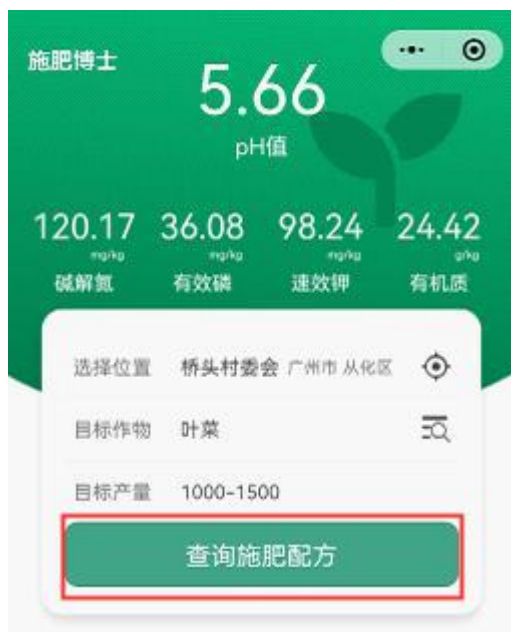 施肥博士
5.66
pH值
120.17 36.08 98.24 24.42
mg/kg mg/kg mg/kg g/kg
碱解氮 有效磷 速效钾 有机质
选择位置 桥头村委会 广州市 从化区
目标作物 叶菜
目标产量 1000-1500
查询施肥配方